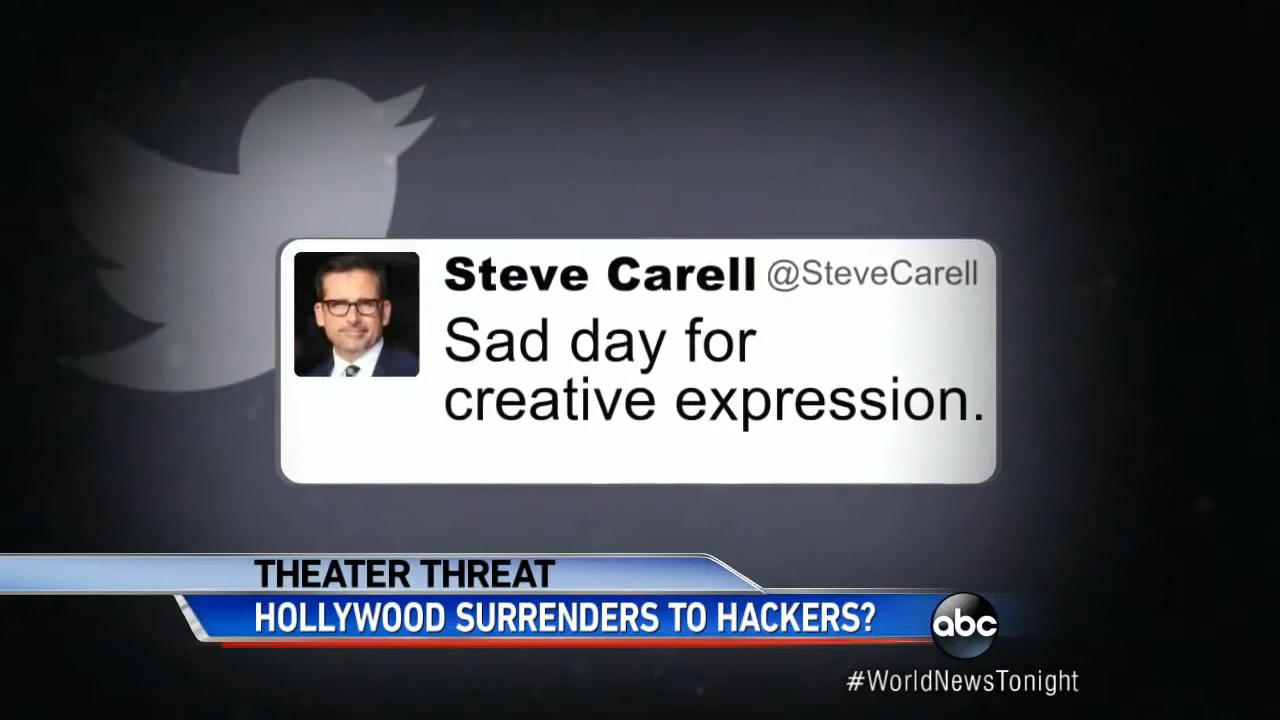 Steve Carell @SteveCarell
Sad day for
creative expression.
THEATER THREAT
HOLLYWOOD SURRENDERS TO HACKERS?
abc
#WorldNewsTonight